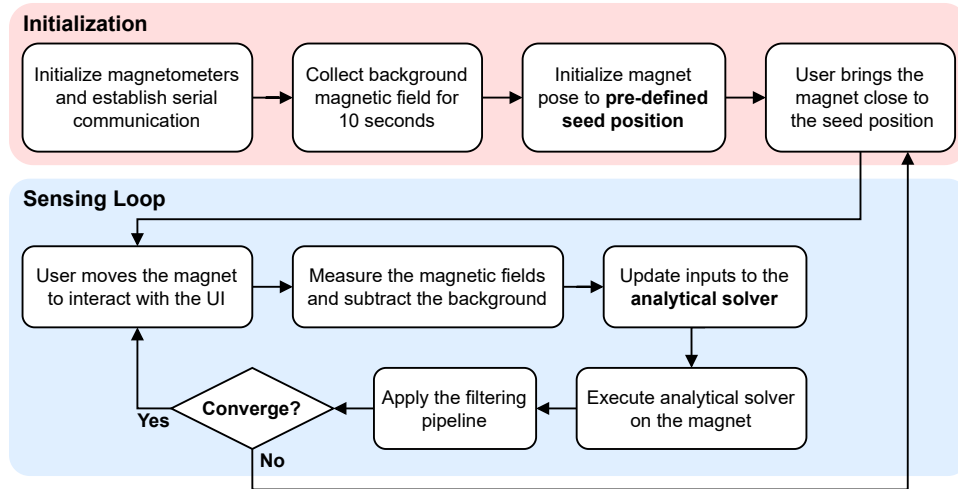 Initialization
Initialize magnetometers
and establish serial
communication
Collect background
magnetic field for
10 seconds
Initialize magnet
pose to pre-defined
seed position
User brings the
magnet close to
the seed position
Sensing Loop
User moves the magnet
to interact with the UI
Measure the magnetic fields
and subtract the background
Update inputs to the
analytical solver
Execute analytical solver
on the magnet
Apply the filtering
pipeline
Converge?
Yes
No